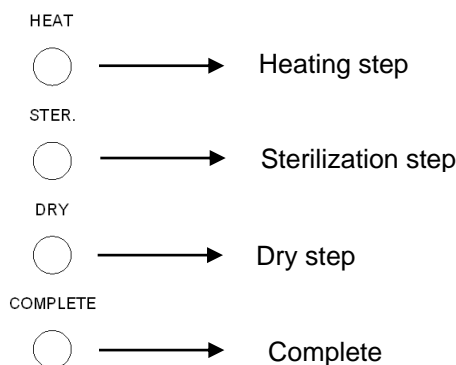 HEAT
Heating step
STER.
Sterilization step
DRY
Dry step
COMPLETE
Complete